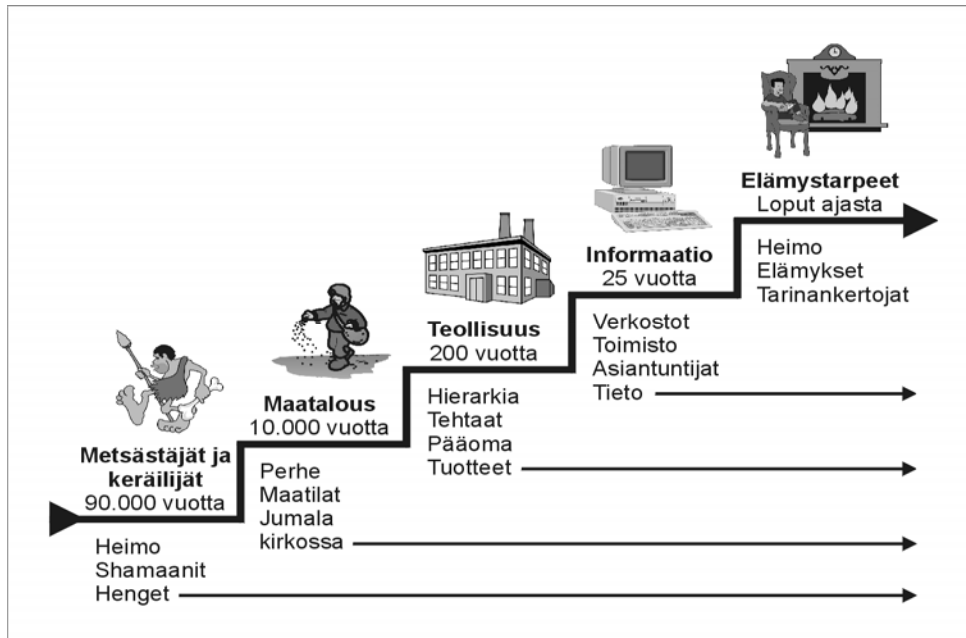 Metsästäjät ja
keräilijät
90.000 vuotta
Heimo
Shamaanit
Henget
Maatalous
10.000 vuotta
Perhe
Maatilat
Jumala
kirkossa
Teollisuus
200 vuotta
Hierarkia
Tehtaat
Pääoma
Tuotteet
Informaatio
25 vuotta
Verkostot
Toimisto
Asiantuntijat
Tieto
Elämystarpeet
Loput ajasta
Heimo
Elämykset
Tarinankertojat